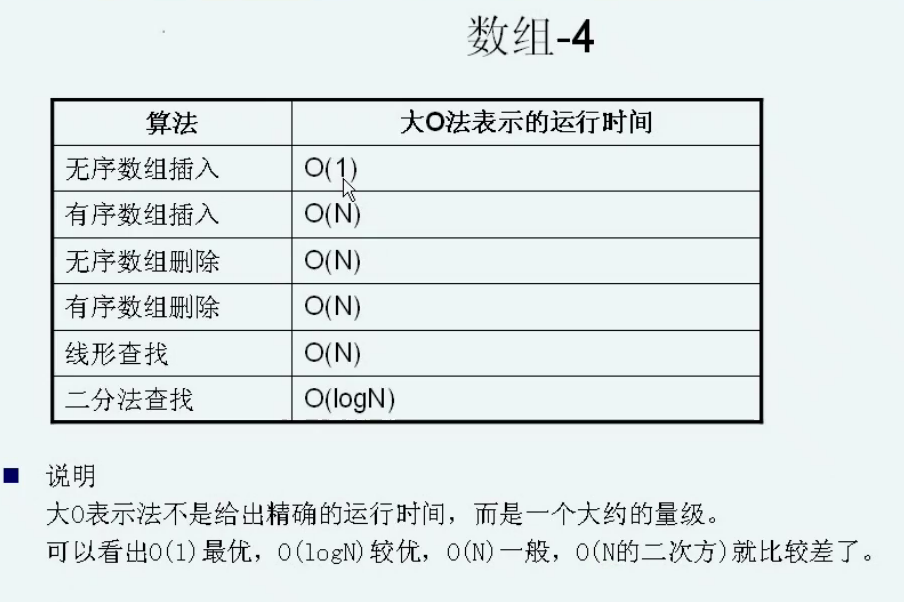 数组-4
算法 大O法表示的运行时间
无序数组插入 O(1)
有序数组插入 O(N)
无序数组删除 O(N)
有序数组删除 O(N)
线形查找 O(N)
二分法查找 O(logN)
说明
大O表示法不是给出精确的运行时间，而是一个大约的量级。
可以看出O(1)最优，O(logN)较优，O(N)一般，O(N的二次方)就比较差了。